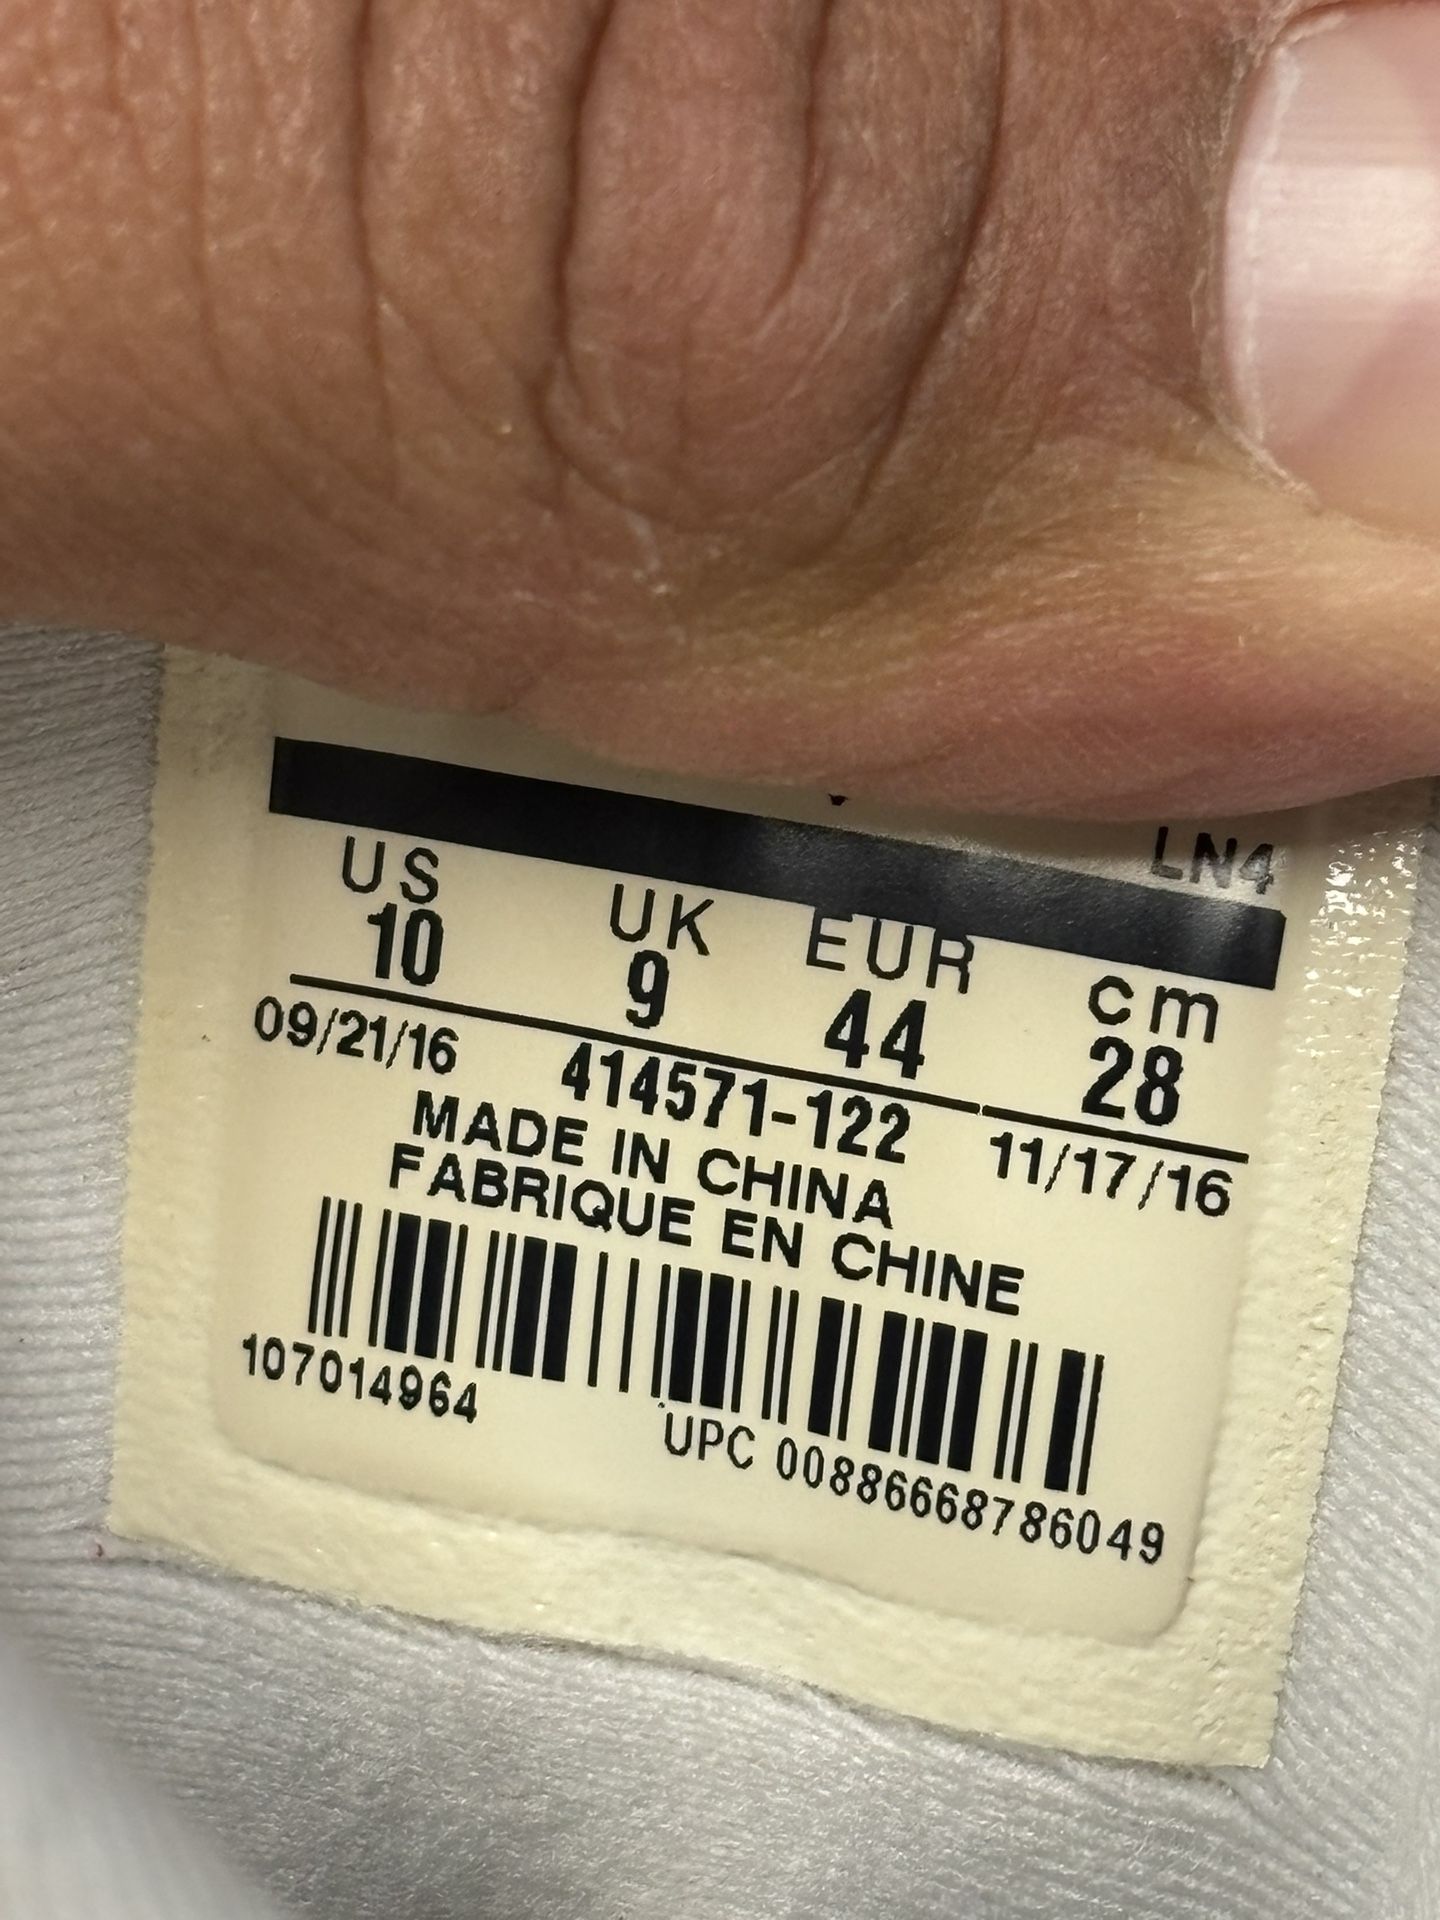 LN4
US UK EUR cm
10 9 44 28
09/21/16 414571-122 11/17/16
MADE IN CHINA
FABRIQUE EN CHINE
107014964 UPC 00886668786049